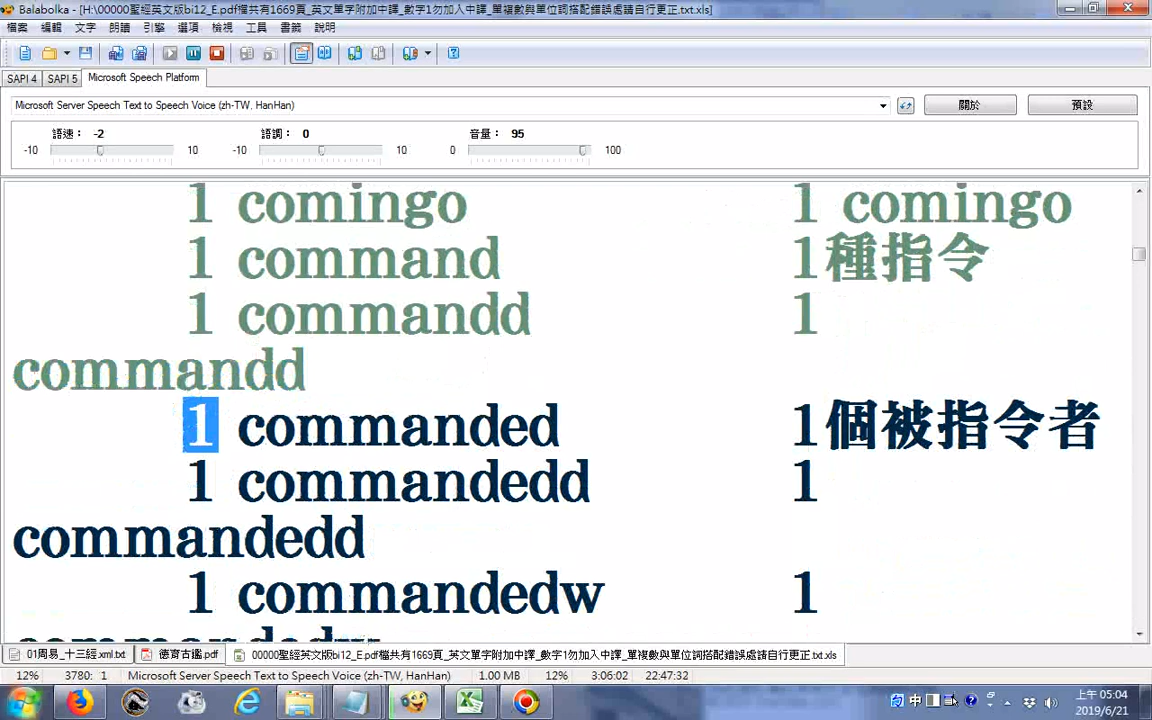 Balabolka - [H:\00000聖經英文版bi12_E.pdf檔共有1669頁_英文單字附加中譯_數字1勿加入中譯_單複數與單位詞搭配錯誤處請自行更正.txt.xls]
檔案 編輯 文字 朗讀 引擎 選項 檢視 工具 書籤 說明
SAPI 4 SAPI 5 Microsoft Speech Platform
Microsoft Server Speech Text to Speech Voice (zh-TW, HanHan) 關於 預設
語速： -2 語調： 0 音量： 95
-10 10 -10 10 0 100
1 comingo 1 comingo
1 command 1種指令
1 commandd 1
commandd
1 commanded 1個被指令者
1 commandedd 1
commandedd
1 commandedw 1
commandedw
01周易_十三經.xml.txt 德育古鑑.pdf 00000聖經英文版bi12_E.pdf檔共有1669頁_英文單字附加中譯_數字1勿加入中譯_單複數與單位詞搭配錯誤處請自行更正.txt.xls
12% 3780: 1 Microsoft Server Speech Text to Speech Voice (zh-TW, HanHan) 1.00 MB 12% 3:06:02 22:47:32
中 上午 05:04
2019/6/21